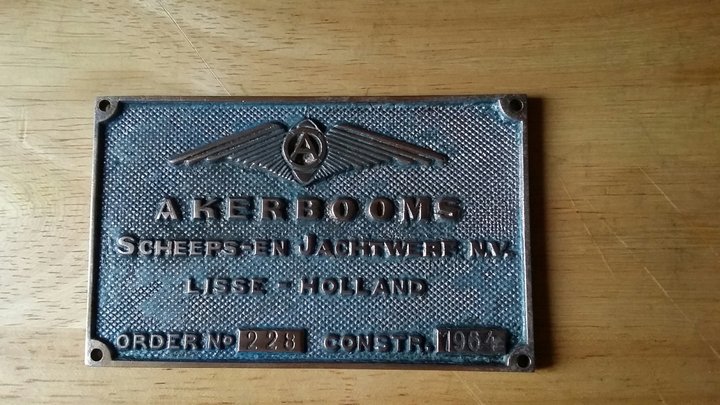 A
AKERBOOMS
SCHEEPS-EN JACHTWERF N.V.
LISSE - HOLLAND
ORDER No 228 CONSTR. 1964